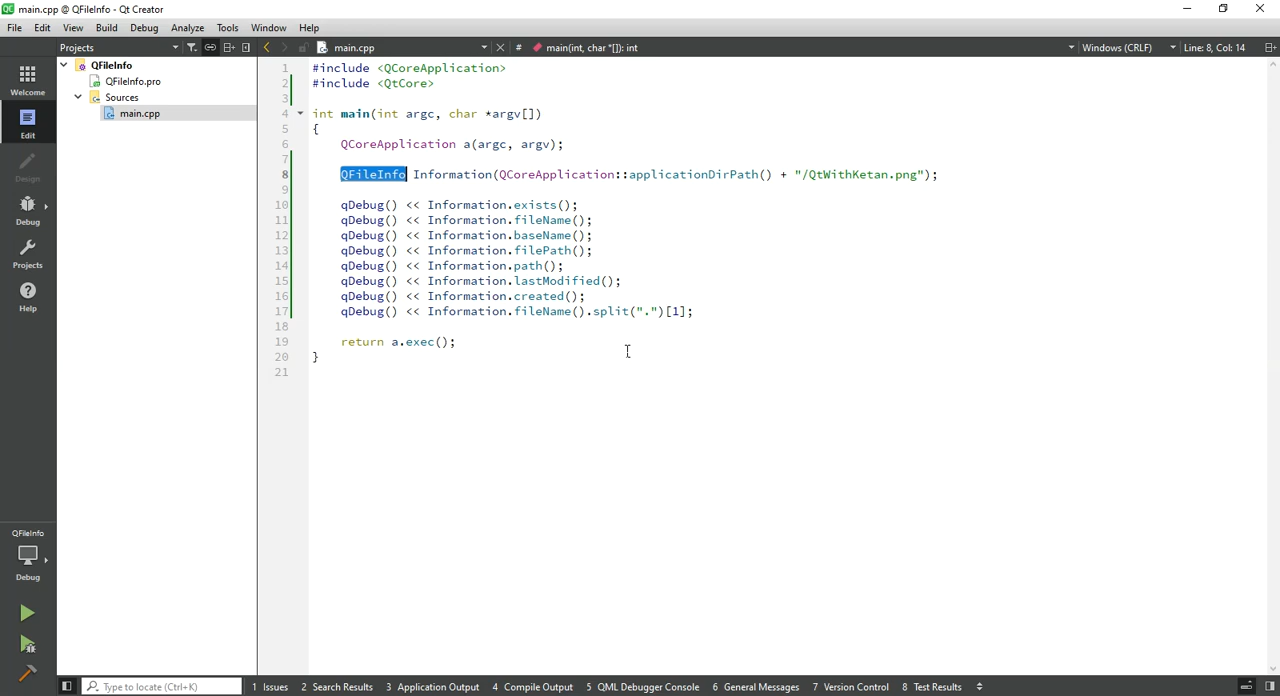 main.cpp @ QFileInfo - Qt Creator
File Edit View Build Debug Analyze Tools Window Help
Projects main.cpp # main(int, char *[]): int Windows (CRLF) Line: 8, Col: 14
QFileInfo
QFileInfo.pro
Sources
main.cpp
Welcome
Edit
Design
Debug
Projects
Help
QFileInfo
Debug
1 #include <QCoreApplication>
2 #include <QtCore>
3
4 int main(int argc, char *argv[])
5 {
6 QCoreApplication a(argc, argv);
7
8 QFileInfo Information(QCoreApplication::applicationDirPath() + "/QtWithKetan.png");
9
10 qDebug() << Information.exists();
11 qDebug() << Information.fileName();
12 qDebug() << Information.baseName();
13 qDebug() << Information.filePath();
14 qDebug() << Information.path();
15 qDebug() << Information.lastModified();
16 qDebug() << Information.created();
17 qDebug() << Information.fileName().split(".")[1];
18
19 return a.exec();
20 }
21
Type to locate (Ctrl+K) 1 Issues 2 Search Results 3 Application Output 4 Compile Output 5 QML Debugger Console 6 General Messages 7 Version Control 8 Test Results